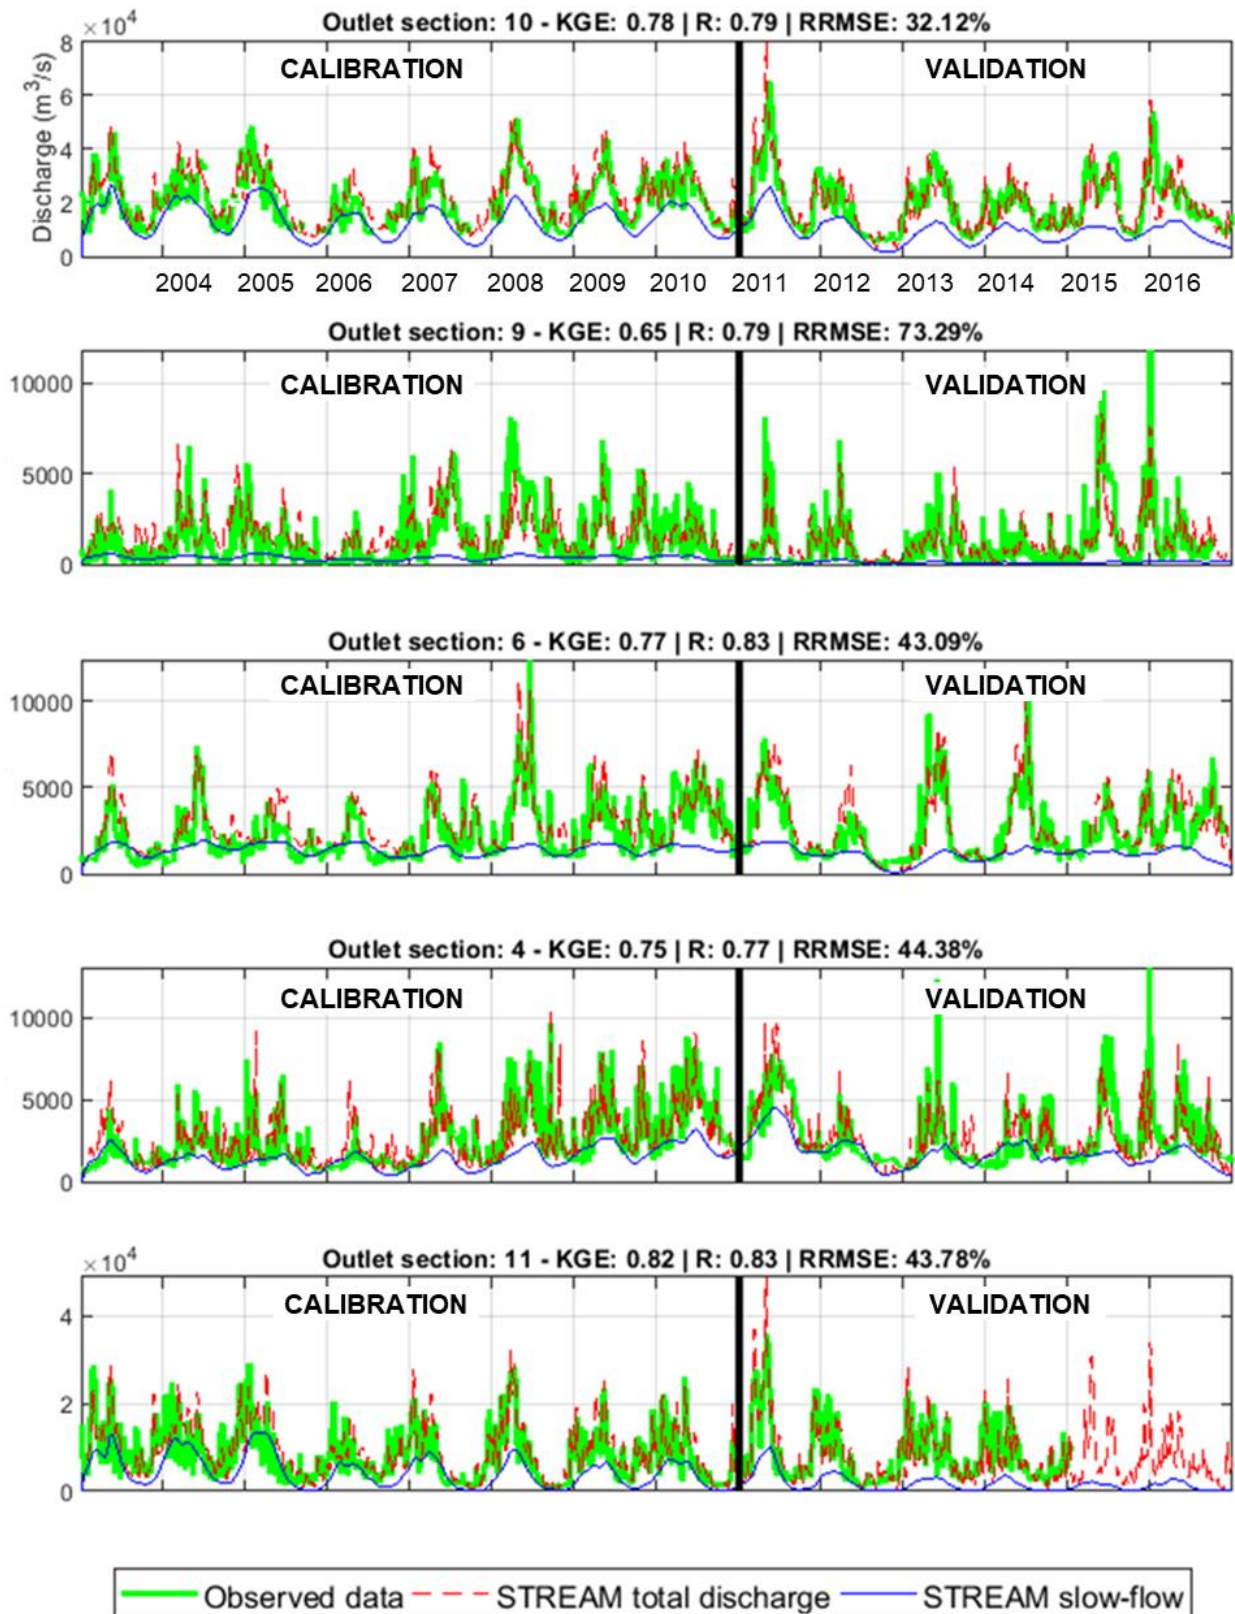 Outlet section: 10 - KGE: 0.78 | R: 0.79 | RRMSE: 32.12%
×10^4
8
6
4
2
0
Discharge (m^3/s)
CALIBRATION
VALIDATION
2004 2005 2006 2007 2008 2009 2010 2011 2012 2013 2014 2015 2016
Outlet section: 9 - KGE: 0.65 | R: 0.79 | RRMSE: 73.29%
10000
5000
0
CALIBRATION
VALIDATION
Outlet section: 6 - KGE: 0.77 | R: 0.83 | RRMSE: 43.09%
10000
5000
0
CALIBRATION
VALIDATION
Outlet section: 4 - KGE: 0.75 | R: 0.77 | RRMSE: 44.38%
10000
5000
0
CALIBRATION
VALIDATION
Outlet section: 11 - KGE: 0.82 | R: 0.83 | RRMSE: 43.78%
×10^4
4
2
0
CALIBRATION
VALIDATION
Observed data STREAM total discharge STREAM slow-flow